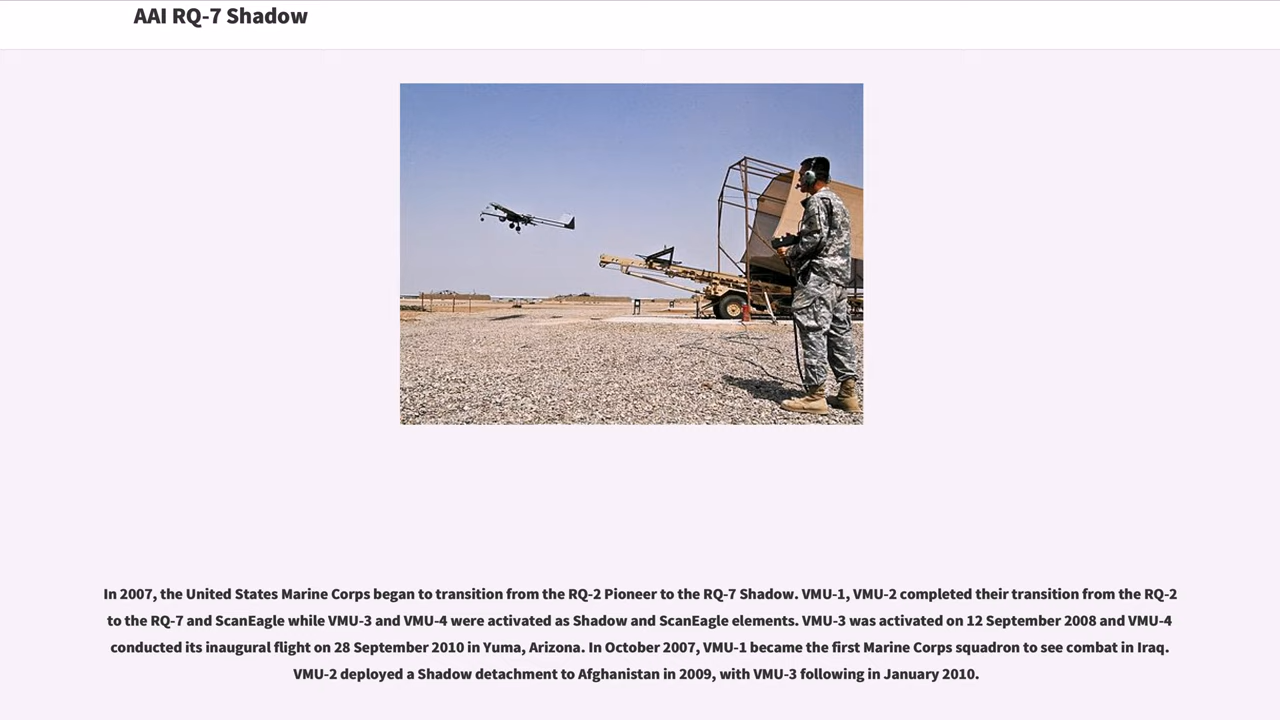 AAI RQ-7 Shadow
In 2007, the United States Marine Corps began to transition from the RQ-2 Pioneer to the RQ-7 Shadow. VMU-1, VMU-2 completed their transition from the RQ-2
to the RQ-7 and ScanEagle while VMU-3 and VMU-4 were activated as Shadow and ScanEagle elements. VMU-3 was activated on 12 September 2008 and VMU-4
conducted its inaugural flight on 28 September 2010 in Yuma, Arizona. In October 2007, VMU-1 became the first Marine Corps squadron to see combat in Iraq.
VMU-2 deployed a Shadow detachment to Afghanistan in 2009, with VMU-3 following in January 2010.